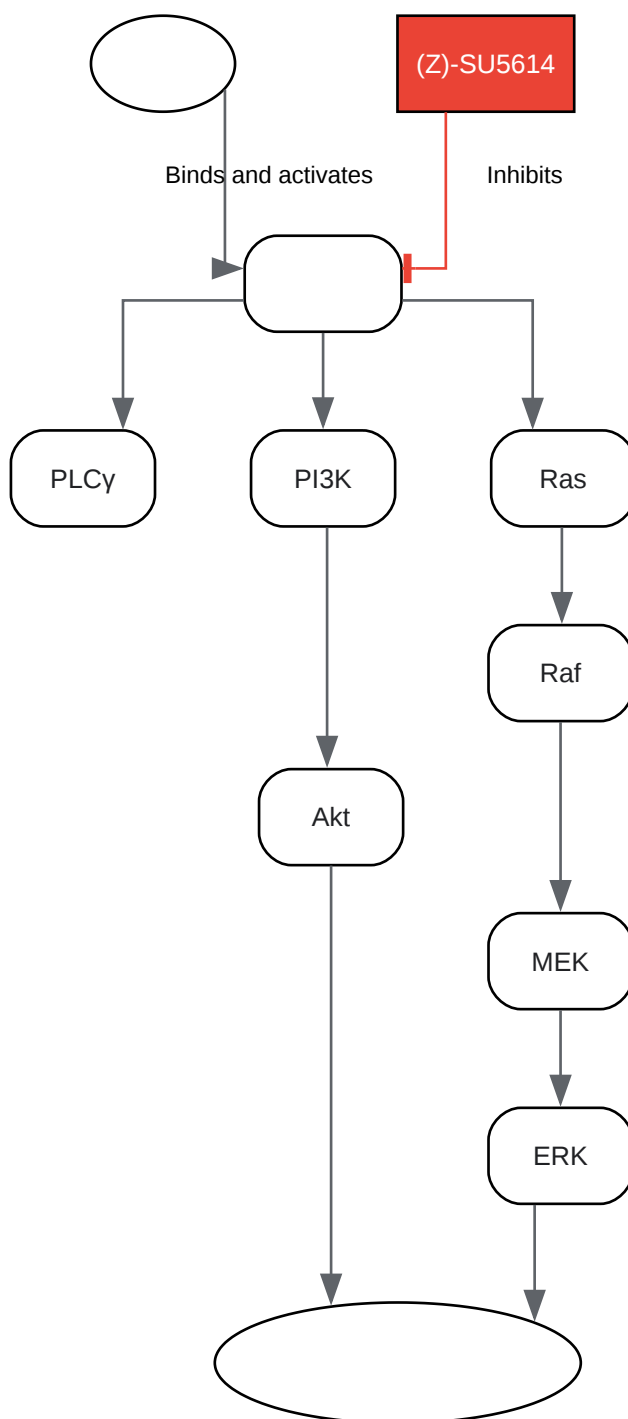 (Z)-SU5614
Binds and activates
Inhibits
PLCγ
PI3K
Ras
Raf
Akt
MEK
ERK